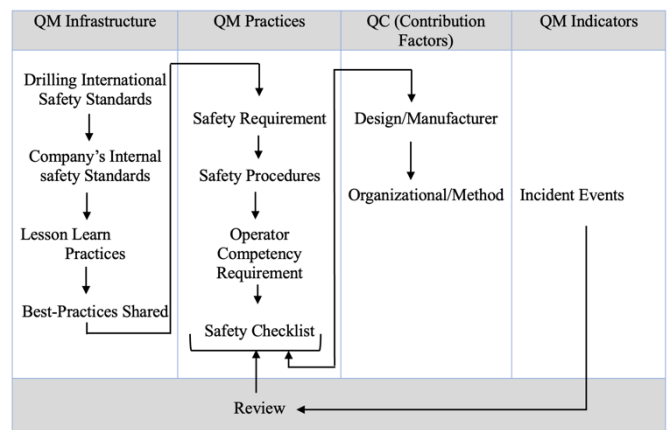 QM Infrastructure
QM Practices
QC (Contribution
Factors)
QM Indicators
Drilling International
Safety Standards
Company's Internal
safety Standards
Lesson Learn
Practices
Best-Practices Shared
Safety Requirement
Safety Procedures
Operator
Competency
Requirement
Safety Checklist
Design/Manufacturer
Organizational/Method
Incident Events
Review